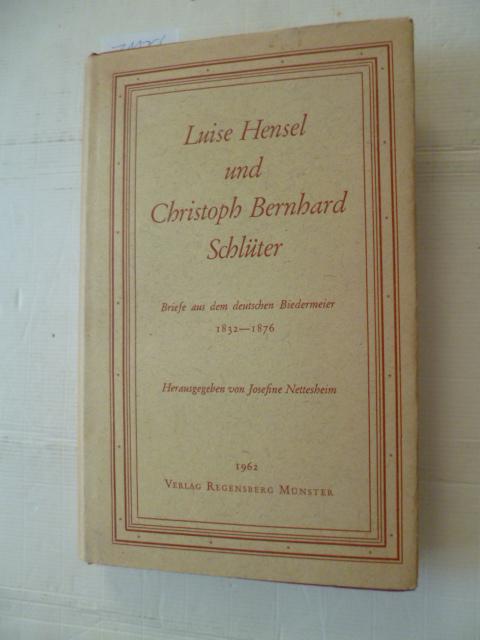 Luise Hensel
und
Christoph Bernhard
Schlüter
Briefe aus dem deutschen Biedermeier
1832—1876
Herausgegeben von Josefine Nettesheim
1962
VERLAG REGENSBERG MÜNSTER